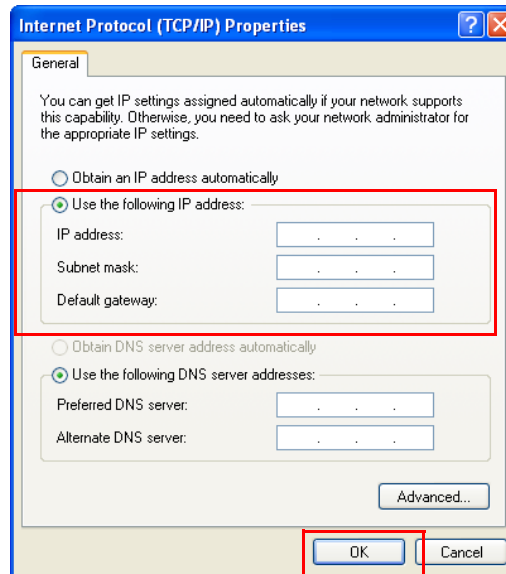 Internet Protocol (TCP/IP) Properties
General
You can get IP settings assigned automatically if your network supports
this capability. Otherwise, you need to ask your network administrator for
the appropriate IP settings.
Obtain an IP address automatically
Use the following IP address:
IP address:
Subnet mask:
Default gateway:
Obtain DNS server address automatically
Use the following DNS server addresses:
Preferred DNS server:
Alternate DNS server:
Advanced...
OK Cancel